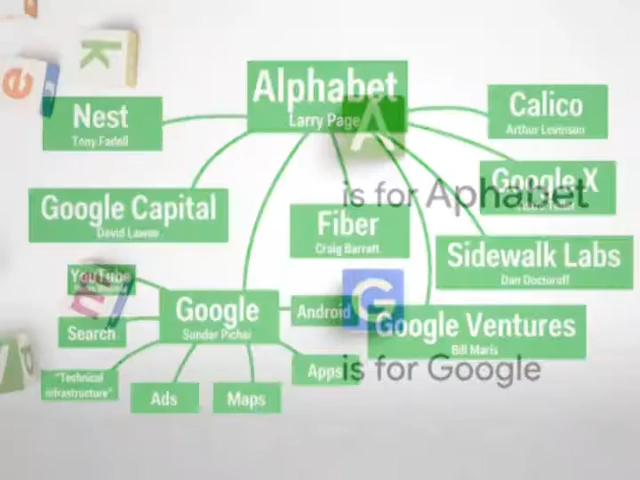 k
e
Alphabet
Larry Page
A
Nest
Tony Fadell
Calico
Arthur Levinson
Google X
is for Aphabet
Google Capital
David Lawee
Fiber
Craig Barratt
Sidewalk Labs
Dan Doctoroff
YouTube
Google
Sundar Pichai
Android
G
Google Ventures
Bill Maris
Search
is for Google
Apps
"Technical
infrastructure"
Ads
Maps